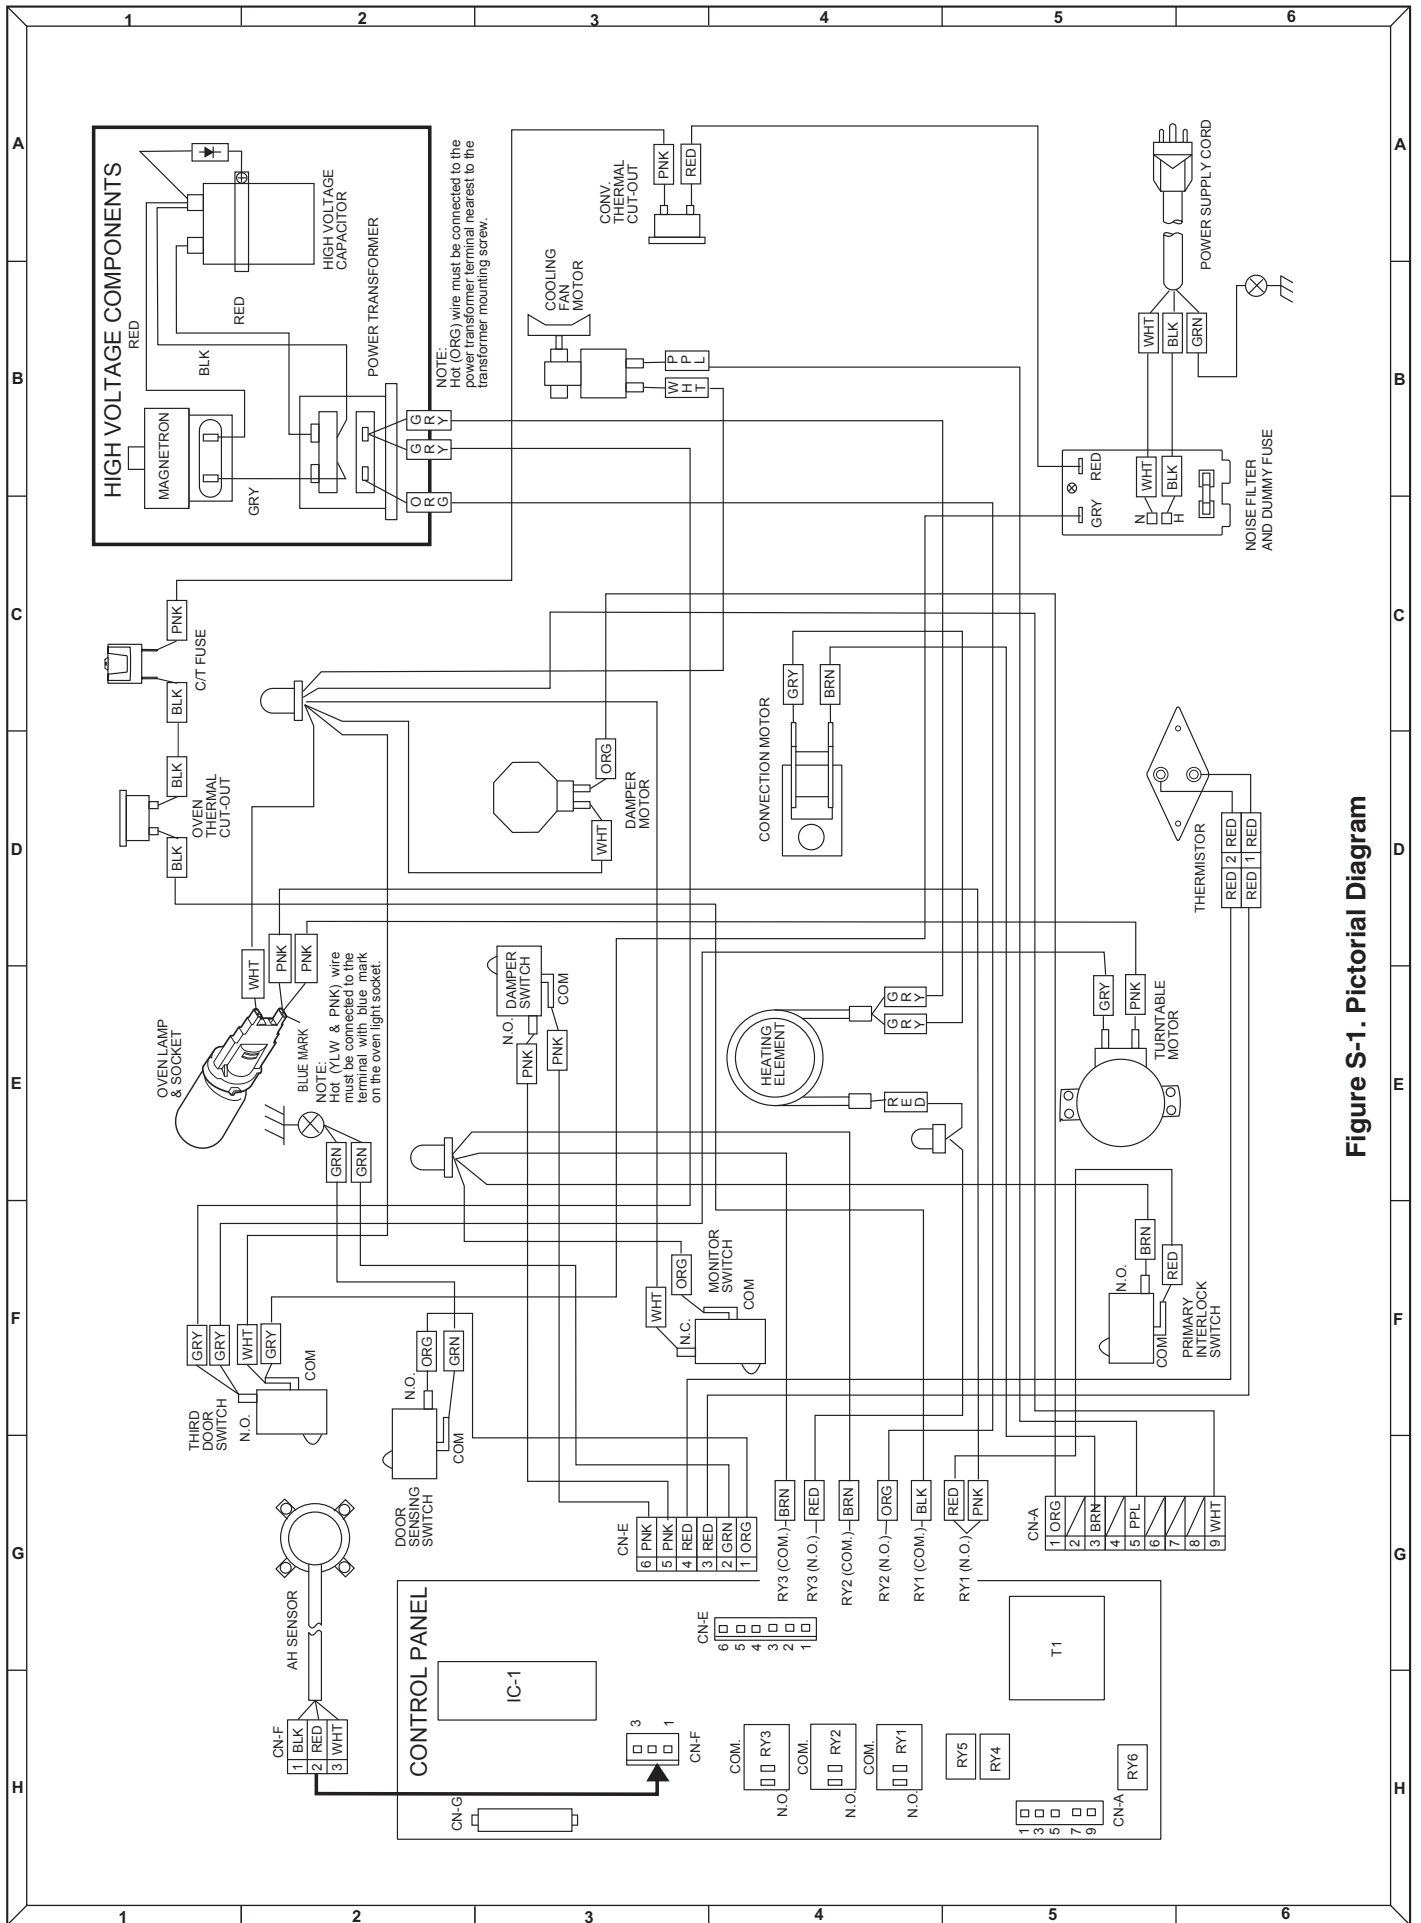 1
2
3
4
5
6
A
B
C
D
E
F
G
H
A
B
C
D
E
F
G
H
HIGH VOLTAGE COMPONENTS
HIGH VOLTAGE
CAPACITOR
RED
RED
BLK
MAGNETRON
GRY
POWER TRANSFORMER
GRY
GRY
ORG
NOTE:
Hot (ORG) wire must be connected to the
power transformer terminal nearest to the
transformer mounting screw.
COOLING
FAN
MOTOR
PPL
WHT
CONV.
THERMAL
CUT-OUT
PNK
RED
POWER SUPPLY CORD
WHT
BLK
GRN
RED
GRY
WHT
BLK
N
H
NOISE FILTER
AND DUMMY FUSE
PNK
C/T FUSE
BLK
BLK
OVEN
THERMAL
CUT-OUT
BLK
ORG
DAMPER
MOTOR
WHT
CONVECTION MOTOR
GRY
BRN
THERMISTOR
RED 2 RED
RED 1 RED
OVEN LAMP
& SOCKET
WHT
PNK
PNK
BLUE MARK
NOTE:
Hot (YLW & PNK) wire
must be connected to the
terminal with blue mark
on the oven light socket.
GRN
GRN
DAMPER
SWITCH
N.O.
COM
PNK
PNK
HEATING
ELEMENT
GRY
GRY
RED
GRY
PNK
TURNTABLE
MOTOR
THIRD
DOOR
SWITCH
N.O.
COM
GRY
GRY
WHT
GRY
DOOR
SENSING
SWITCH
N.O.
COM
ORG
GRN
MONITOR
SWITCH
N.C.
COM
WHT
ORG
PRIMARY
INTERLOCK
SWITCH
N.O.
COM
BRN
RED
AH SENSOR
CN-F
1 BLK
2 RED
3 WHT
CN-E
6 PNK
5 PNK
4 RED
3 RED
2 GRN
1 ORG
RY3 (COM.) BRN
RY3 (N.O.) RED
RY2 (COM.) BRN
RY2 (N.O.) ORG
RY1 (COM.) BLK
RY1 (N.O.) RED
PNK
CN-A
1 ORG
2
3 BRN
4
5 PPL
6
7
8
9 WHT
CONTROL PANEL
IC-1
CN-G
3
1
CN-F
CN-E
6
5
4
3
2
1
COM.
RY3
N.O.
COM.
RY2
N.O.
COM.
RY1
N.O.
RY5
RY4
RY6
T1
1
3
5
7
9
CN-A
Figure S-1. Pictorial Diagram
1
2
3
4
5
6